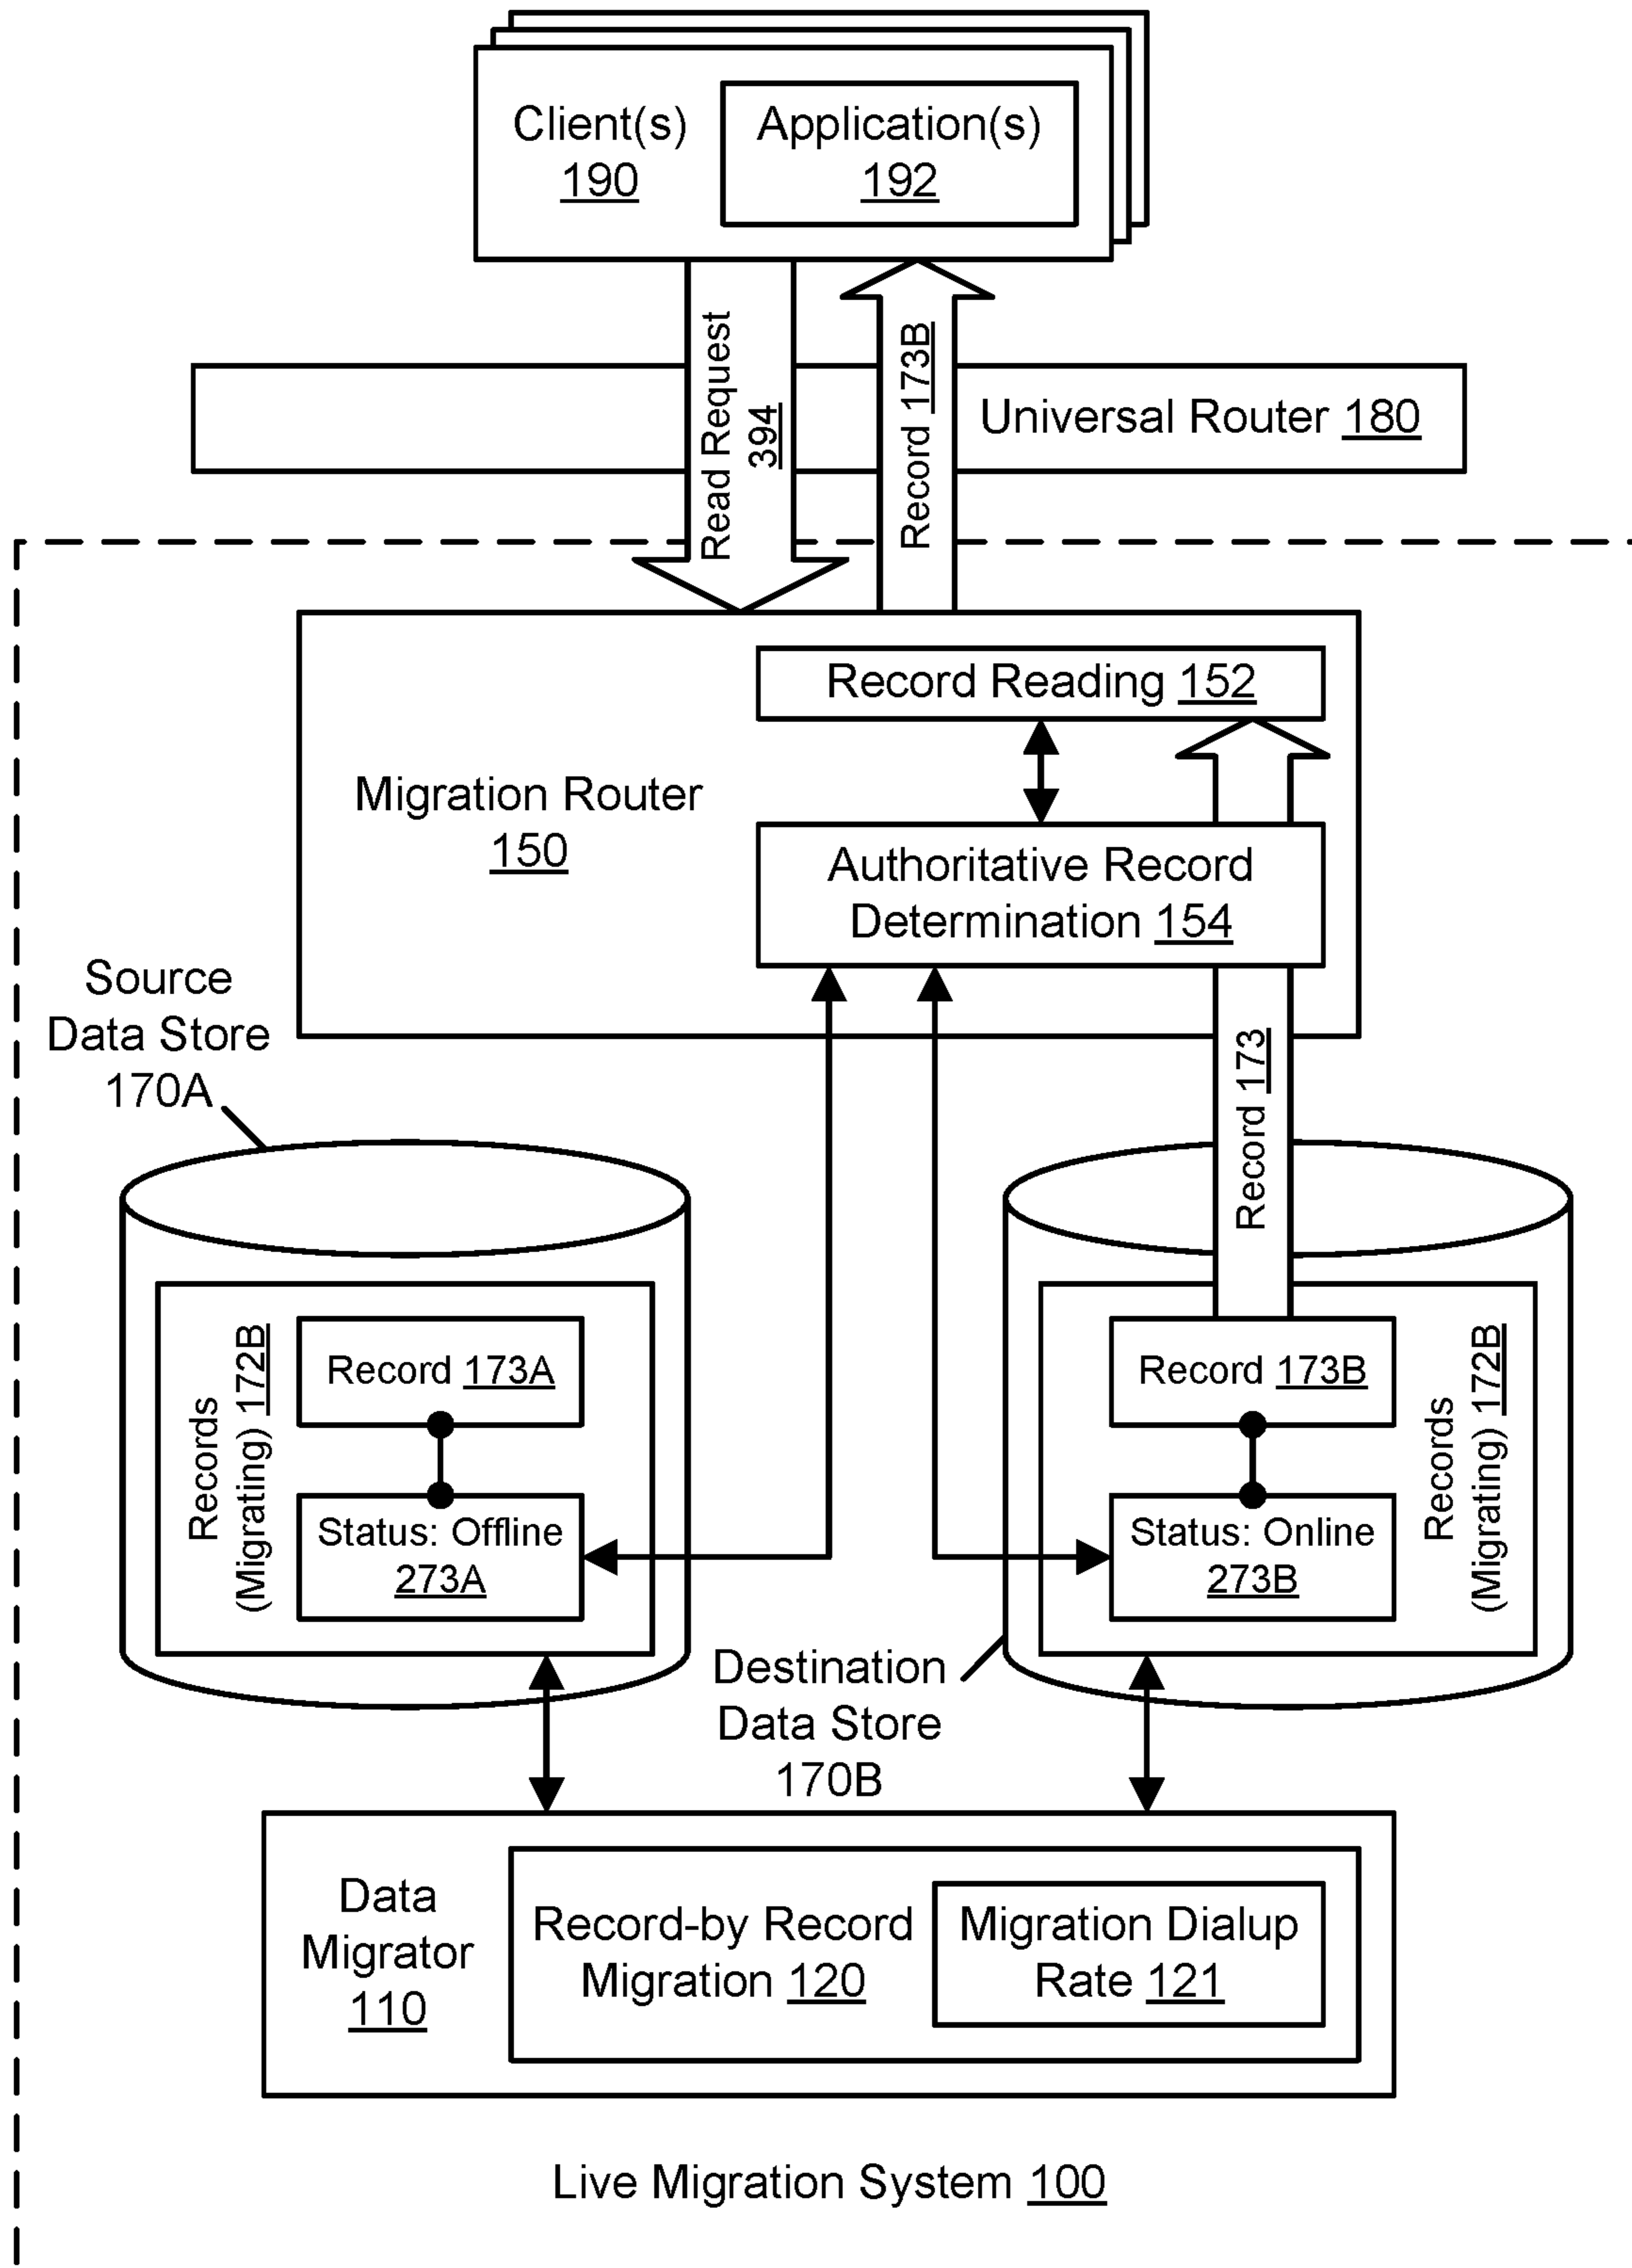 Client(s)
190
Application(s)
192
Read Request
394
Record 173B
Universal Router 180
Record Reading 152
Migration Router
150
Authoritative Record
Determination 154
Source
Data Store
170A
Record 173
Records
(Migrating) 172B
Record 173A
Status: Offline
273A
Record 173B
Status: Online
273B
Records
(Migrating) 172B
Destination
Data Store
170B
Data
Migrator
110
Record-by Record
Migration 120
Migration Dialup
Rate 121
Live Migration System 100